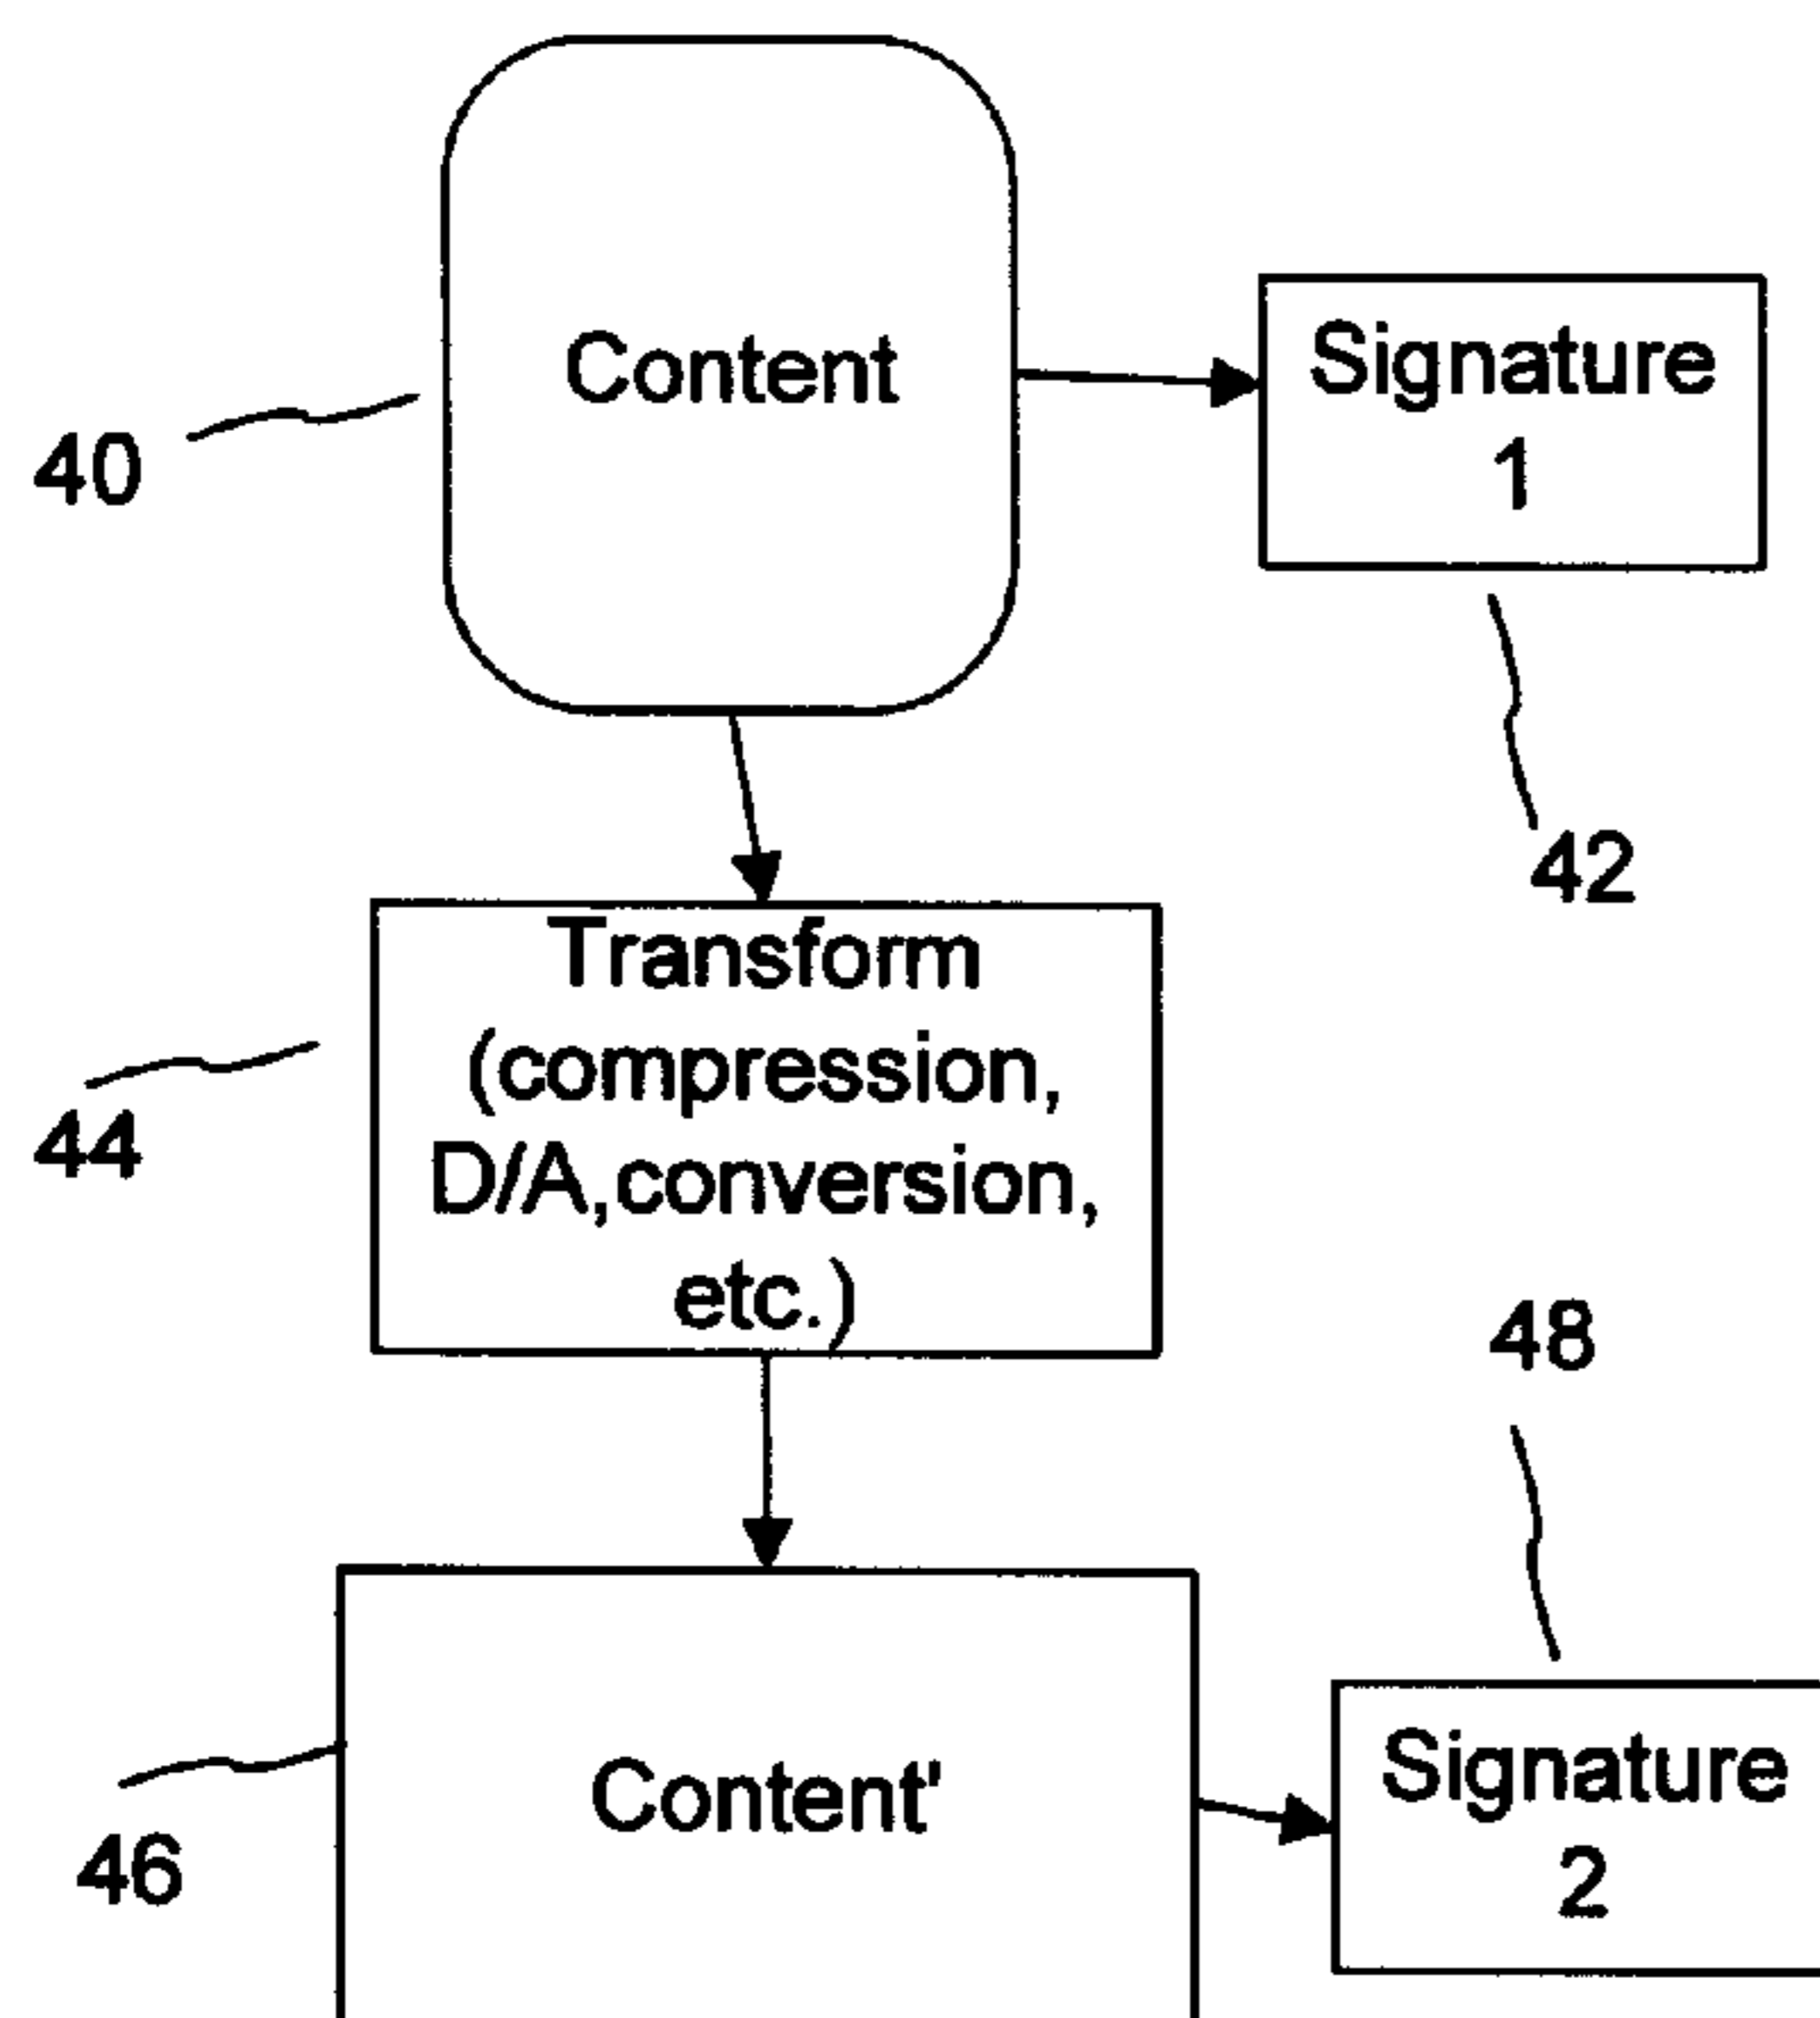 Content
Signature
1
40
42
Transform
(compression,
D/A,conversion,
etc.)
44
48
Content'
Signature
2
46